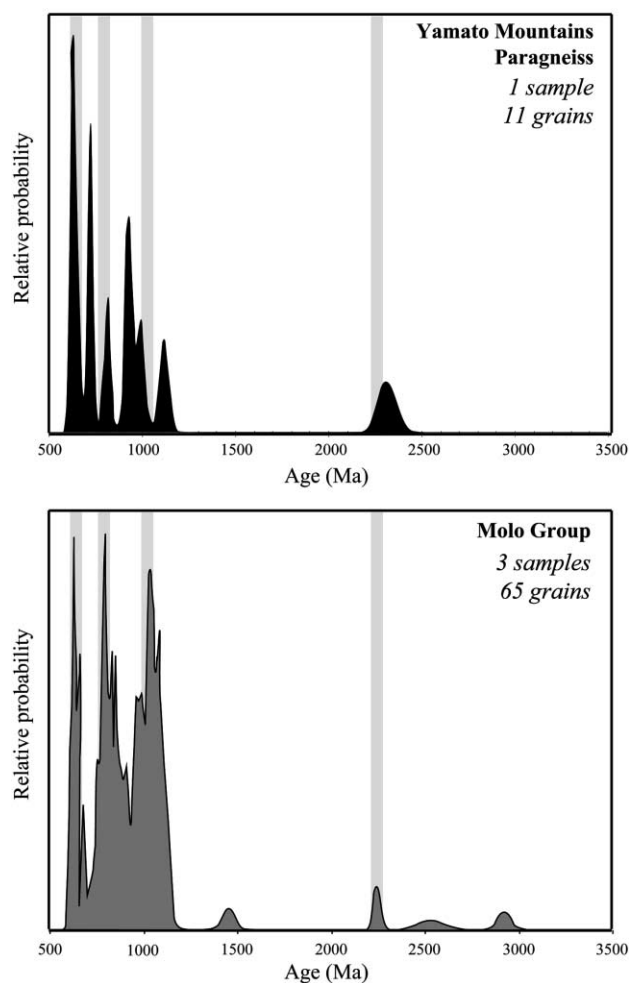 Yamato Mountains
Paragneiss
1 sample
11 grains
Relative probability
500 1000 1500 2000 2500 3000 3500
Age (Ma)
Molo Group
3 samples
65 grains
Relative probability
500 1000 1500 2000 2500 3000 3500
Age (Ma)